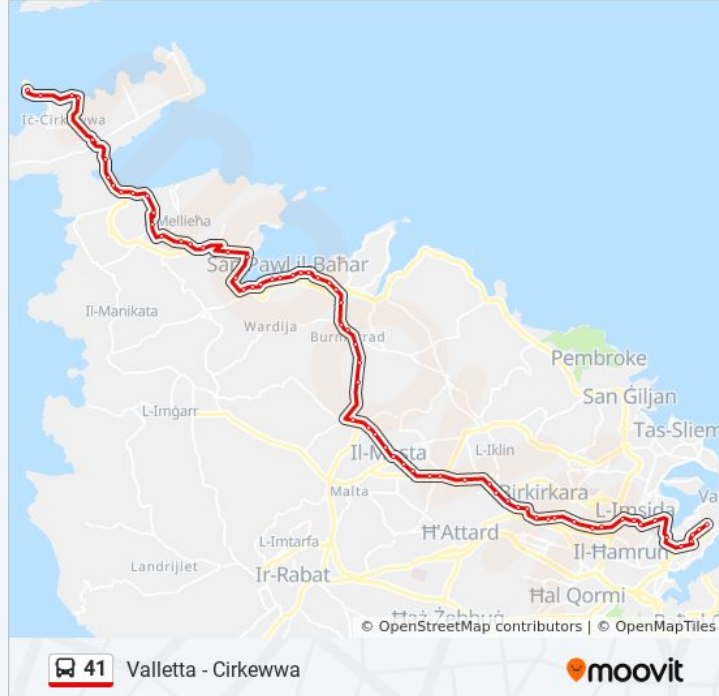 Iċ-Ċirkewwa
Mellieħa
San Pawl il-Baħar
Il-Manikata
Wardija
Burmarrad
Pembroke
San Ġiljan
L-Imġarr
Tas-Sliem
L-Iklin
Il-Mosta
Malta
Birkirkara
Va
L-Imsida
Ħ'Attard
L-Imtarfa
Il-Ħamrun
Landrijiet
Ir-Rabat
Ħal Qormi
© OpenStreetMap contributors | © OpenMapTiles
41 Valletta - Cirkewwa
moovit